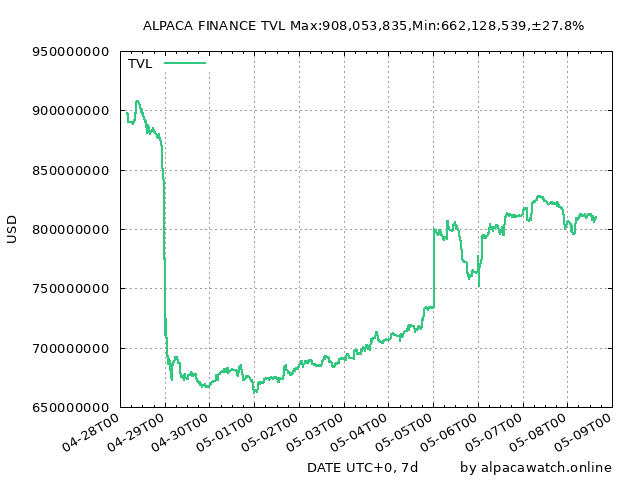 ALPACA FINANCE TVL Max:908,053,835,Min:662,128,539,±27.8%
TVL
USD
950000000
900000000
850000000
800000000
750000000
700000000
650000000
04-28T00
04-29T00
04-30T00
05-01T00
05-02T00
05-03T00
05-04T00
05-05T00
05-06T00
05-07T00
05-08T00
05-09T00
DATE UTC+0, 7d
by alpacawatch.online